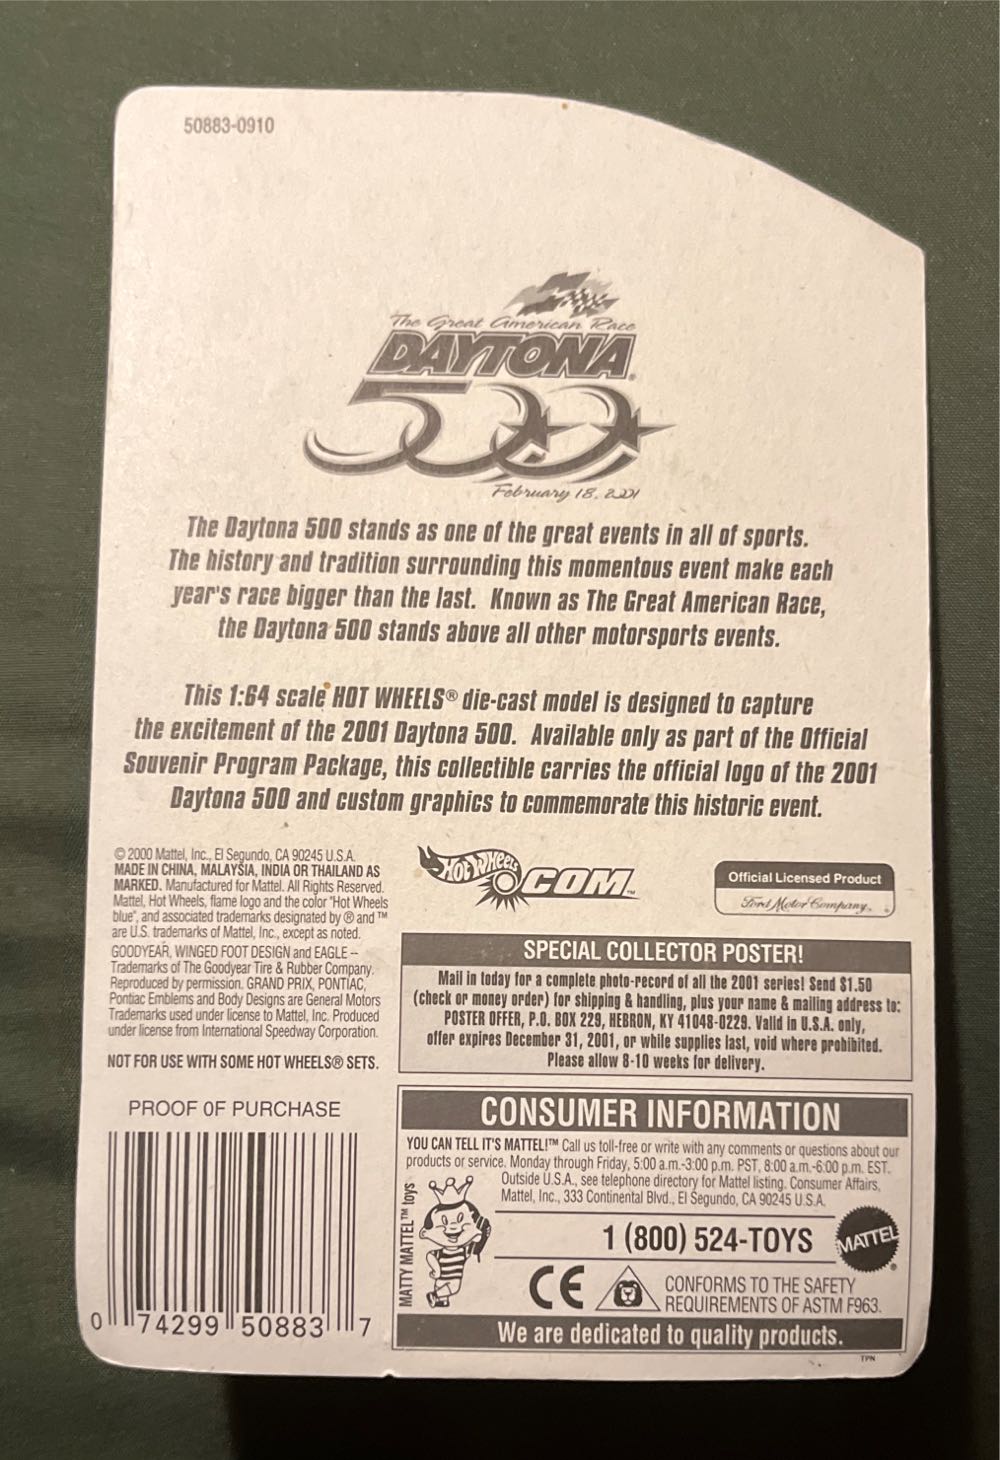 50883-0910
The Great American Race
DAYTONA
500
February 18, 2001
The Daytona 500 stands as one of the great events in all of sports.
The history and tradition surrounding this momentous event make each
year's race bigger than the last. Known as The Great American Race,
the Daytona 500 stands above all other motorsports events.
This 1:64 scale HOT WHEELS® die-cast model is designed to capture
the excitement of the 2001 Daytona 500. Available only as part of the Official
Souvenir Program Package, this collectible carries the official logo of the 2001
Daytona 500 and custom graphics to commemorate this historic event.
© 2000 Mattel, Inc., El Segundo, CA 90245 U.S.A.
MADE IN CHINA, MALAYSIA, INDIA OR THAILAND AS
MARKED. Manufactured for Mattel. All Rights Reserved.
Mattel, Hot Wheels, flame logo and the color "Hot Wheels
blue", and associated trademarks designated by ® and ™
are U.S. trademarks of Mattel, Inc., except as noted.
GOODYEAR, WINGED FOOT DESIGN and EAGLE --
Trademarks of The Goodyear Tire & Rubber Company.
Reproduced by permission. GRAND PRIX, PONTIAC,
Pontiac Emblems and Body Designs are General Motors
Trademarks used under license to Mattel, Inc. Produced
under license from International Speedway Corporation.
NOT FOR USE WITH SOME HOT WHEELS® SETS.
PROOF OF PURCHASE
0 74299 50883 7
Hot Wheels .COM™
Official Licensed Product
Ford Motor Company.
SPECIAL COLLECTOR POSTER!
Mail in today for a complete photo-record of all the 2001 series! Send $1.50
(check or money order) for shipping & handling, plus your name & mailing address to:
POSTER OFFER, P.O. BOX 229, HEBRON, KY 41048-0229. Valid in U.S.A. only,
offer expires December 31, 2001, or while supplies last, void where prohibited.
Please allow 8-10 weeks for delivery.
CONSUMER INFORMATION
YOU CAN TELL IT'S MATTEL!™ Call us toll-free or write with any comments or questions about our
products or service. Monday through Friday, 5:00 a.m.-3:00 p.m. PST, 8:00 a.m.-6:00 p.m. EST.
Outside U.S.A., see telephone directory for Mattel listing. Consumer Affairs,
Mattel, Inc., 333 Continental Blvd., El Segundo, CA 90245 U.S.A.
MATTY MATTEL™ toys
1 (800) 524-TOYS
MATTEL®
CE
CONFORMS TO THE SAFETY
REQUIREMENTS OF ASTM F963.
We are dedicated to quality products.
TPN